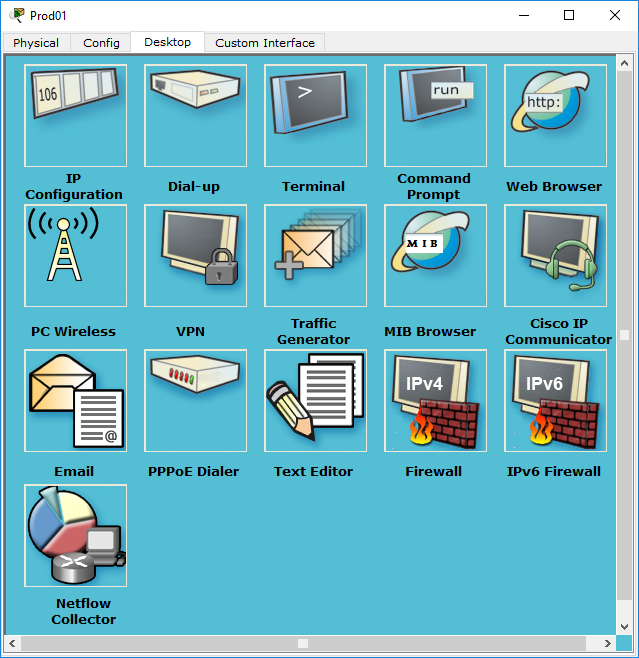 Prod01
Physical Config Desktop Custom Interface
106
>
run
http:
IP
Configuration
Dial-up
Terminal
Command
Prompt
Web Browser
MIB
PC Wireless
VPN
Traffic
Generator
MIB Browser
Cisco IP
Communicator
@
IPv4
IPv6
Email
PPPoE Dialer
Text Editor
Firewall
IPv6 Firewall
Netflow
Collector